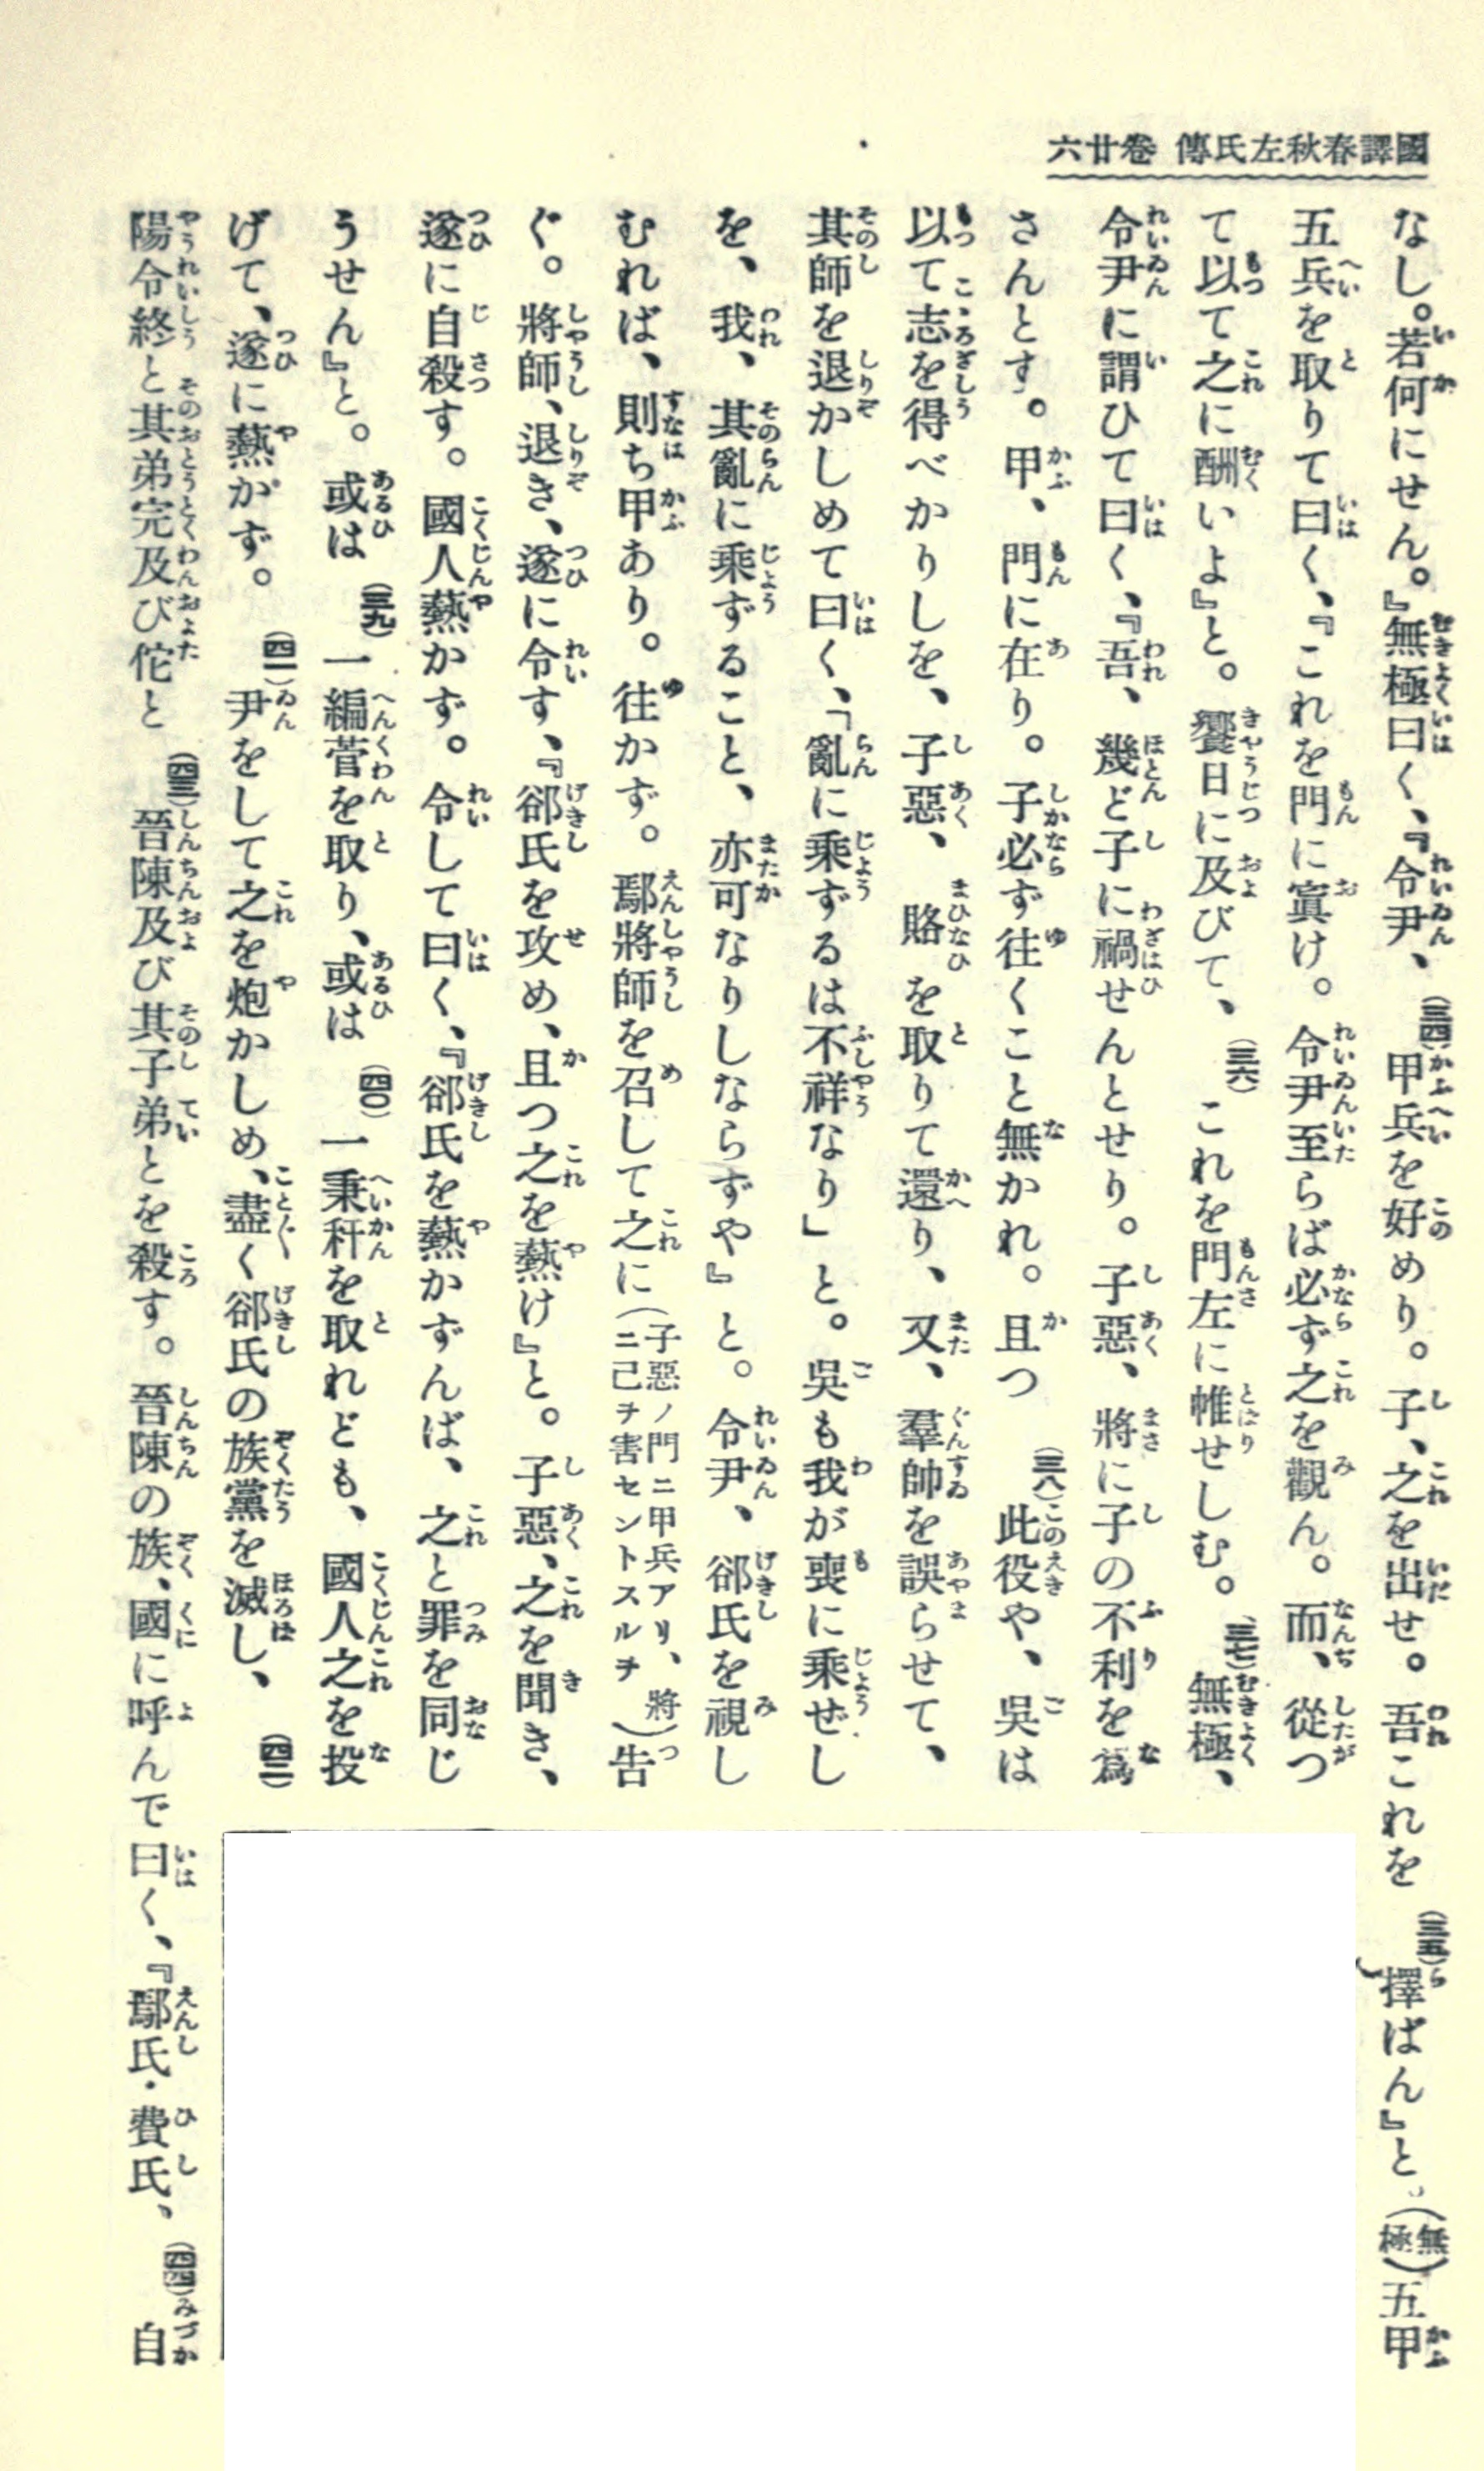 國譯春秋左氏傳 卷廿六
なし。若何にせん。』無極曰く、『令尹、(三四)甲兵を好めり。子、之を出せ。吾これを(三五)擇ばん』と。(無極)五甲
五兵を取りて曰く、『これを門に寘け。令尹至らば必ず之を觀ん。而、從つ
て以て之に酬いよ』と。饗日に及びて、(三六)これを門左に帷せしむ。(三七)無極、
令尹に謂ひて曰く、『吾、幾ど子に禍せんとせり。子惡、將に子の不利を爲
さんとす。甲、門に在り。子必ず往くこと無かれ。且つ(三八)此役や、吳は
以て志を得べかりしを、子惡、賂を取りて還り、又、羣帥を誤らせて、
其師を退かしめて曰く、「亂に乘ずるは不祥なり」と。吳も我が喪に乘ぜし
を、我、其亂に乘ずること、亦可なりしならずや』と。令尹、郤氏を視し
むれば、則ち甲あり。往かず。鄢將師を召して之に(子惡ノ門ニ甲兵アリ、將ニ己チ害セントスルチ)告
ぐ。將師、退き、遂に令す、『郤氏を攻め、且つ之を爇け』と。子惡、之を聞き、
遂に自殺す。國人爇かず。令して曰く、『郤氏を爇かずんば、之と罪を同じ
うせん』と。或は(三九)一編菅を取り、或は(四〇)一秉秆を取れども、國人之を投
げて、遂に爇かず。(四一)尹をして之を炮かしめ、盡く郤氏の族黨を滅し、(四二)
陽令終と其弟完及び佗と(四三)晉陳及び其子弟とを殺す。晉陳の族、國に呼んで曰く、『鄢氏・費氏、(四四)自